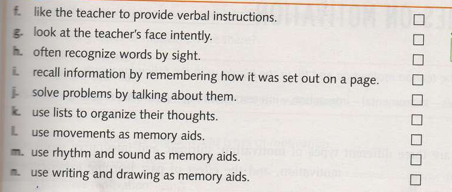 f. like the teacher to provide verbal instructions.
g. look at the teacher's face intently.
h. often recognize words by sight.
i. recall information by remembering how it was set out on a page.
j. solve problems by talking about them.
k. use lists to organize their thoughts.
l. use movements as memory aids.
m. use rhythm and sound as memory aids.
n. use writing and drawing as memory aids.